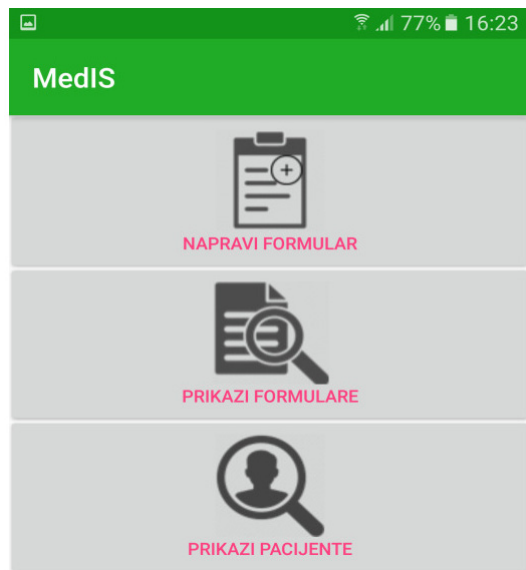 77% 16:23
MedIS
NAPRAVI FORMULAR
PRIKAZI FORMULARE
PRIKAZI PACIJENTE